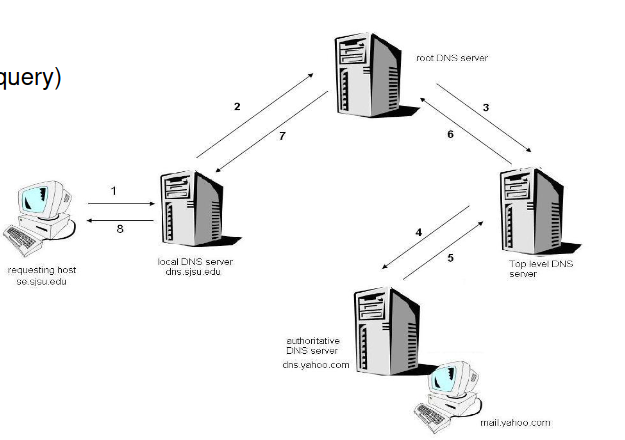 query)
root DNS server
2
3
7
6
1
8
4
5
requesting host
se.sjsu.edu
local DNS server
dns.sjsu.edu
Top level DNS
server
authoritative
DNS server
dns.yahoo.com
mail.yahoo.com